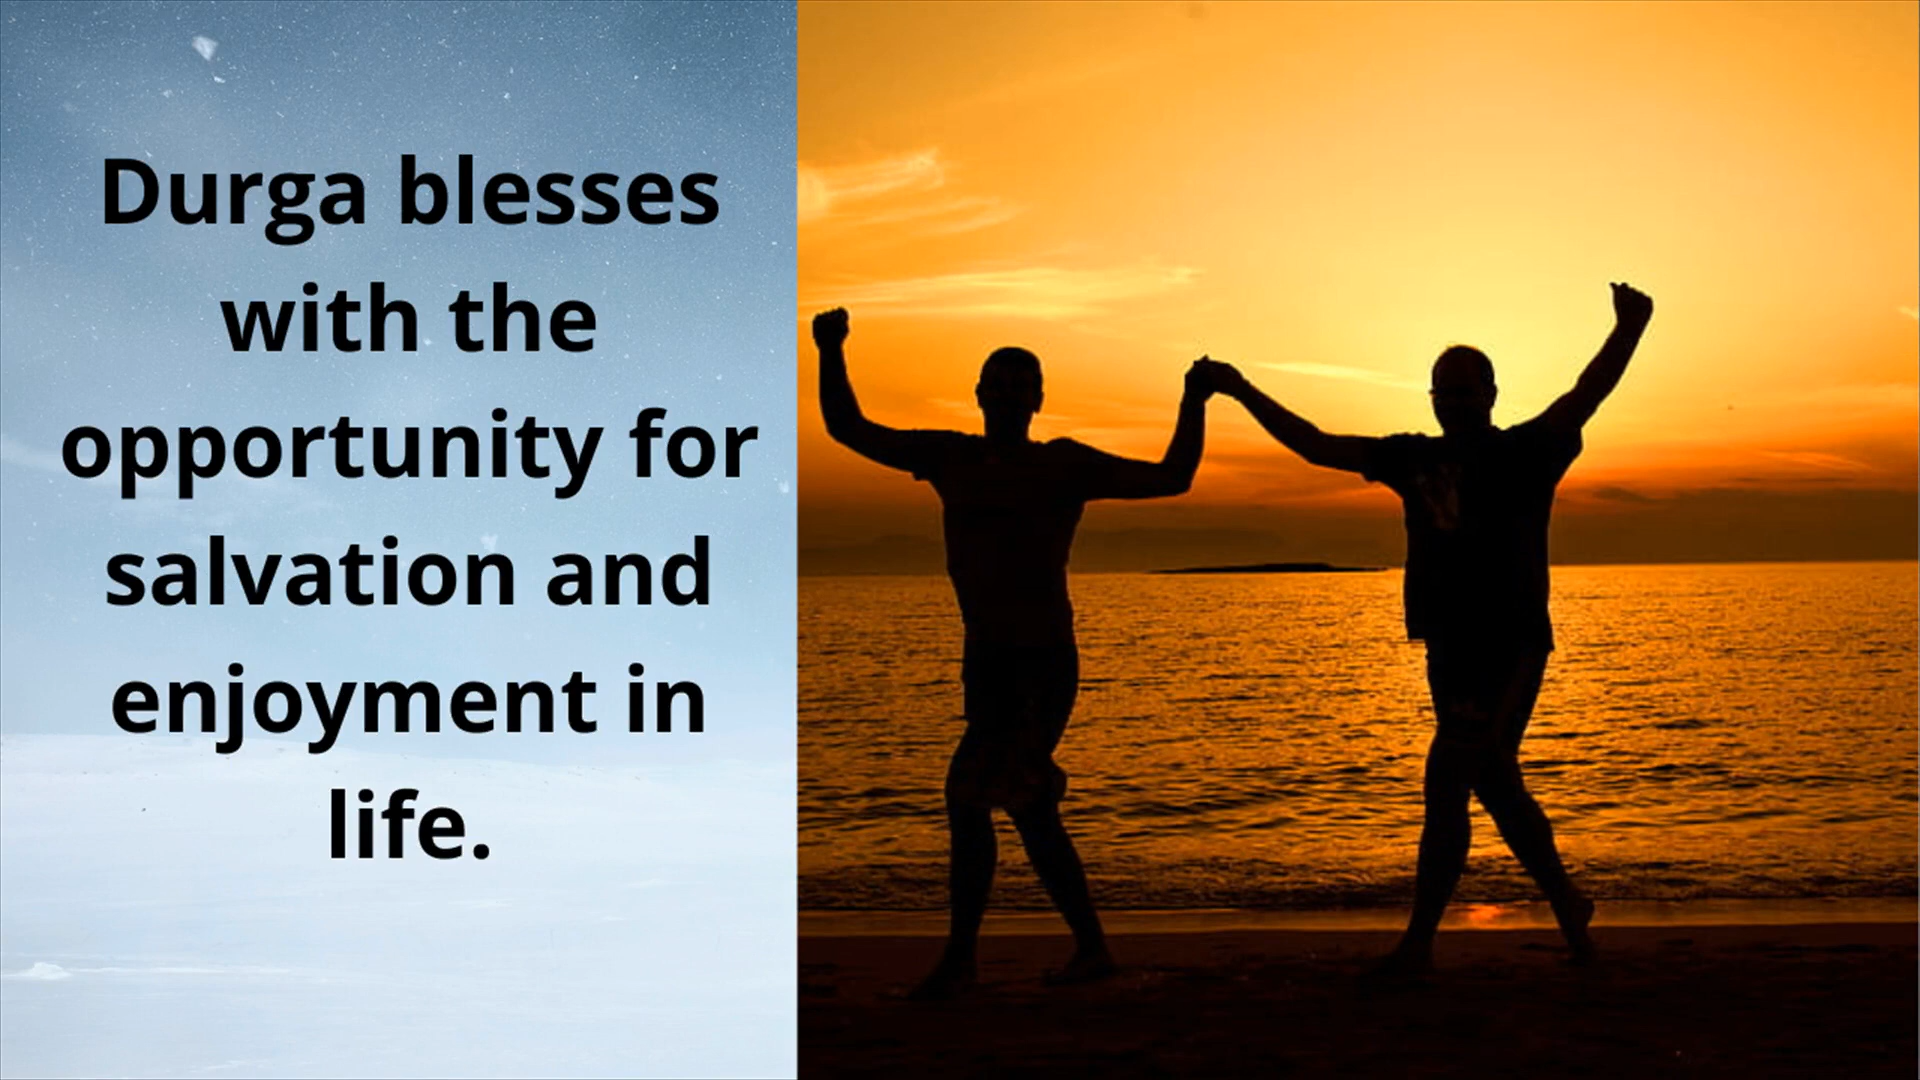 Durga blesses
with the
opportunity for
salvation and
enjoyment in
life.